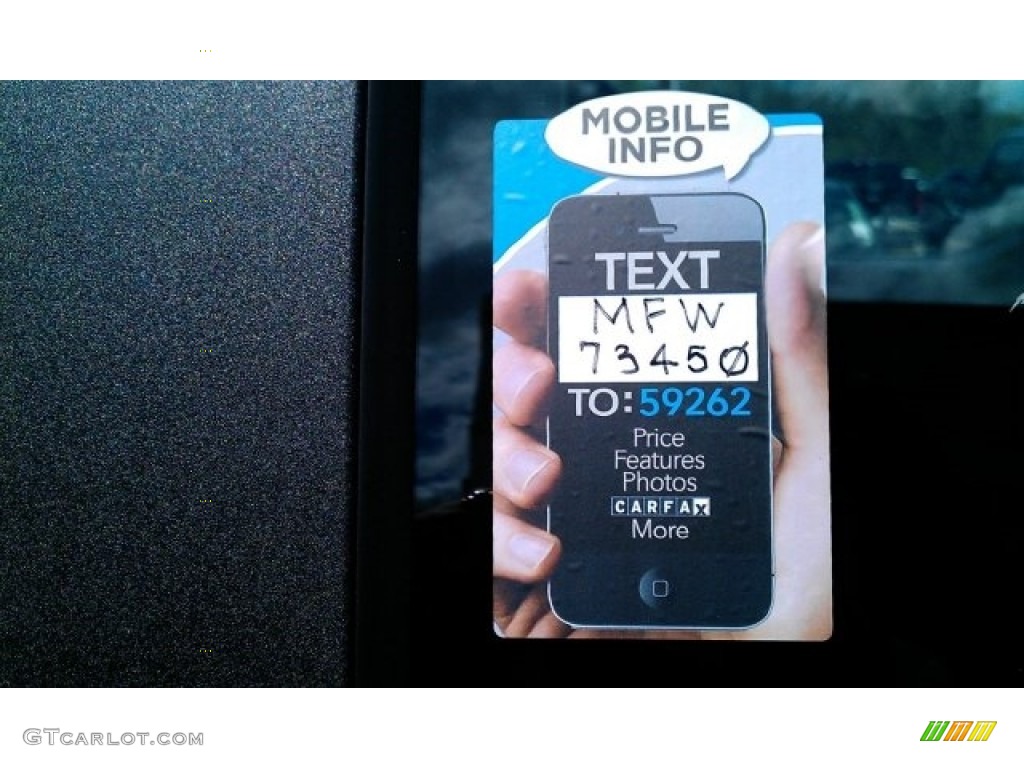 MOBILE
INFO
TEXT
MFW
73450
TO: 59262
Price
Features
Photos
CARFAX
More
GTCARLOT.COM